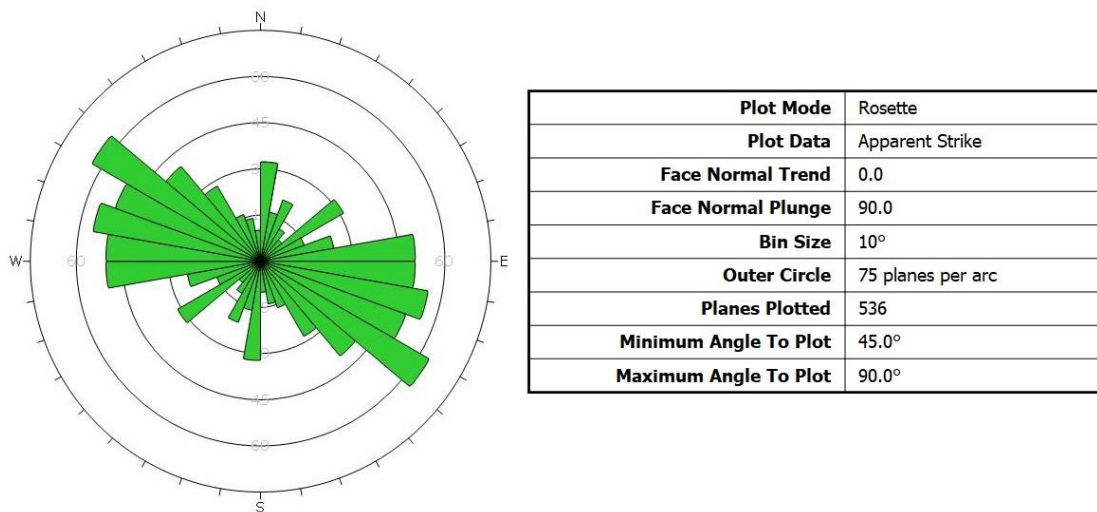 N
60
45
W
60
60
E
45
60
S
Plot Mode Rosette
Plot Data Apparent Strike
Face Normal Trend 0.0
Face Normal Plunge 90.0
Bin Size 10°
Outer Circle 75 planes per arc
Planes Plotted 536
Minimum Angle To Plot 45.0°
Maximum Angle To Plot 90.0°